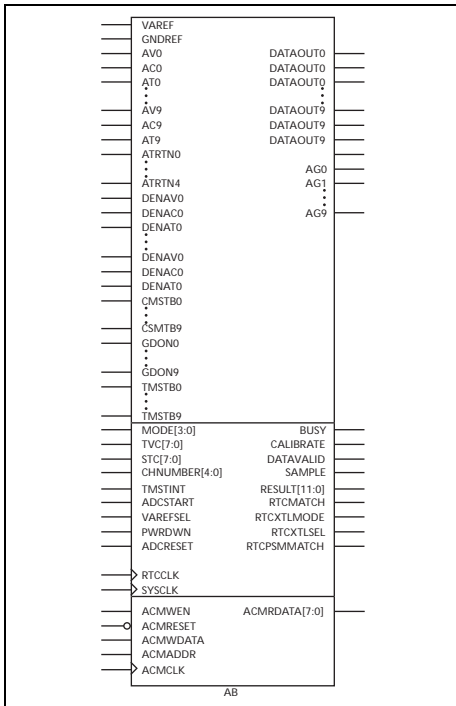 VAREF
GNDREF
AV0 DATAOUT0
AC0 DATAOUT0
AT0 DATAOUT0
AV9 DATAOUT9
AC9 DATAOUT9
AT9 DATAOUT9
ATRTN0
AG0
ATRTN4 AG1
DENAV0
DENAC0 AG9
DENAT0
DENAV0
DENAC0
DENAT0
CMSTB0
CSMTB9
GDON0
GDON9
TMSTB0
TMSTB9
MODE[3:0] BUSY
TVC[7:0] CALIBRATE
STC[7:0] DATAVALID
CHNUMBER[4:0] SAMPLE
TMSTINT RESULT[11:0]
ADCSTART RTCMATCH
VAREFSEL RTCXTLMODE
PWRDWN RTCXTLSEL
ADCRESET RTCPSMMATCH
RTCCLK
SYSCLK
ACMWEN ACMRDATA[7:0]
ACMRESET
ACMWDATA
ACMADDR
ACMCLK
AB